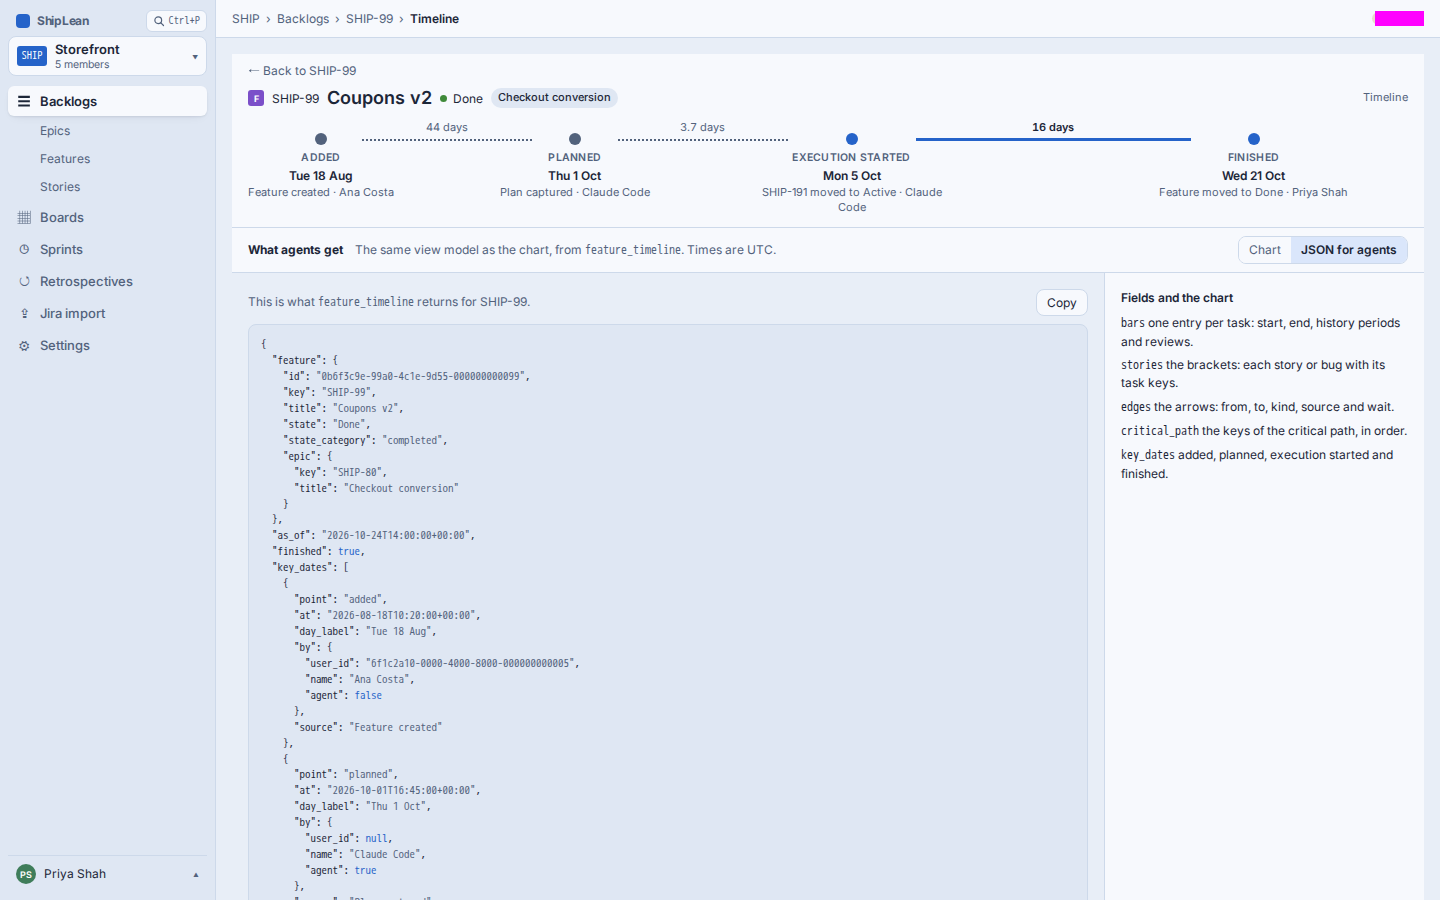 ShipLean
Ctrl+P
SHIP
Storefront
5 members
Backlogs
Epics
Features
Stories
Boards
Sprints
Retrospectives
Jira import
Settings
PS
Priya Shah
SHIP › Backlogs › SHIP-99 › Timeline
← Back to SHIP-99
F SHIP-99 Coupons v2 Done Checkout conversion
Timeline
44 days
3.7 days
16 days
ADDED
Tue 18 Aug
Feature created · Ana Costa
PLANNED
Thu 1 Oct
Plan captured · Claude Code
EXECUTION STARTED
Mon 5 Oct
SHIP-191 moved to Active · Claude
Code
FINISHED
Wed 21 Oct
Feature moved to Done · Priya Shah
What agents get The same view model as the chart, from feature_timeline. Times are UTC.
Chart
JSON for agents
This is what feature_timeline returns for SHIP-99.
Copy
{
"feature": {
"id": "0b6f3c9e-99a0-4c1e-9d55-000000000099",
"key": "SHIP-99",
"title": "Coupons v2",
"state": "Done",
"state_category": "completed",
"epic": {
"key": "SHIP-80",
"title": "Checkout conversion"
}
},
"as_of": "2026-10-24T14:00:00+00:00",
"finished": true,
"key_dates": [
{
"point": "added",
"at": "2026-08-18T10:20:00+00:00",
"day_label": "Tue 18 Aug",
"by": {
"user_id": "6f1c2a10-0000-4000-8000-000000000005",
"name": "Ana Costa",
"agent": false
},
"source": "Feature created"
},
{
"point": "planned",
"at": "2026-10-01T16:45:00+00:00",
"day_label": "Thu 1 Oct",
"by": {
"user_id": null,
"name": "Claude Code",
"agent": true
},
Fields and the chart
bars one entry per task: start, end, history periods
and reviews.
stories the brackets: each story or bug with its
task keys.
edges the arrows: from, to, kind, source and wait.
critical_path the keys of the critical path, in order.
key_dates added, planned, execution started and
finished.